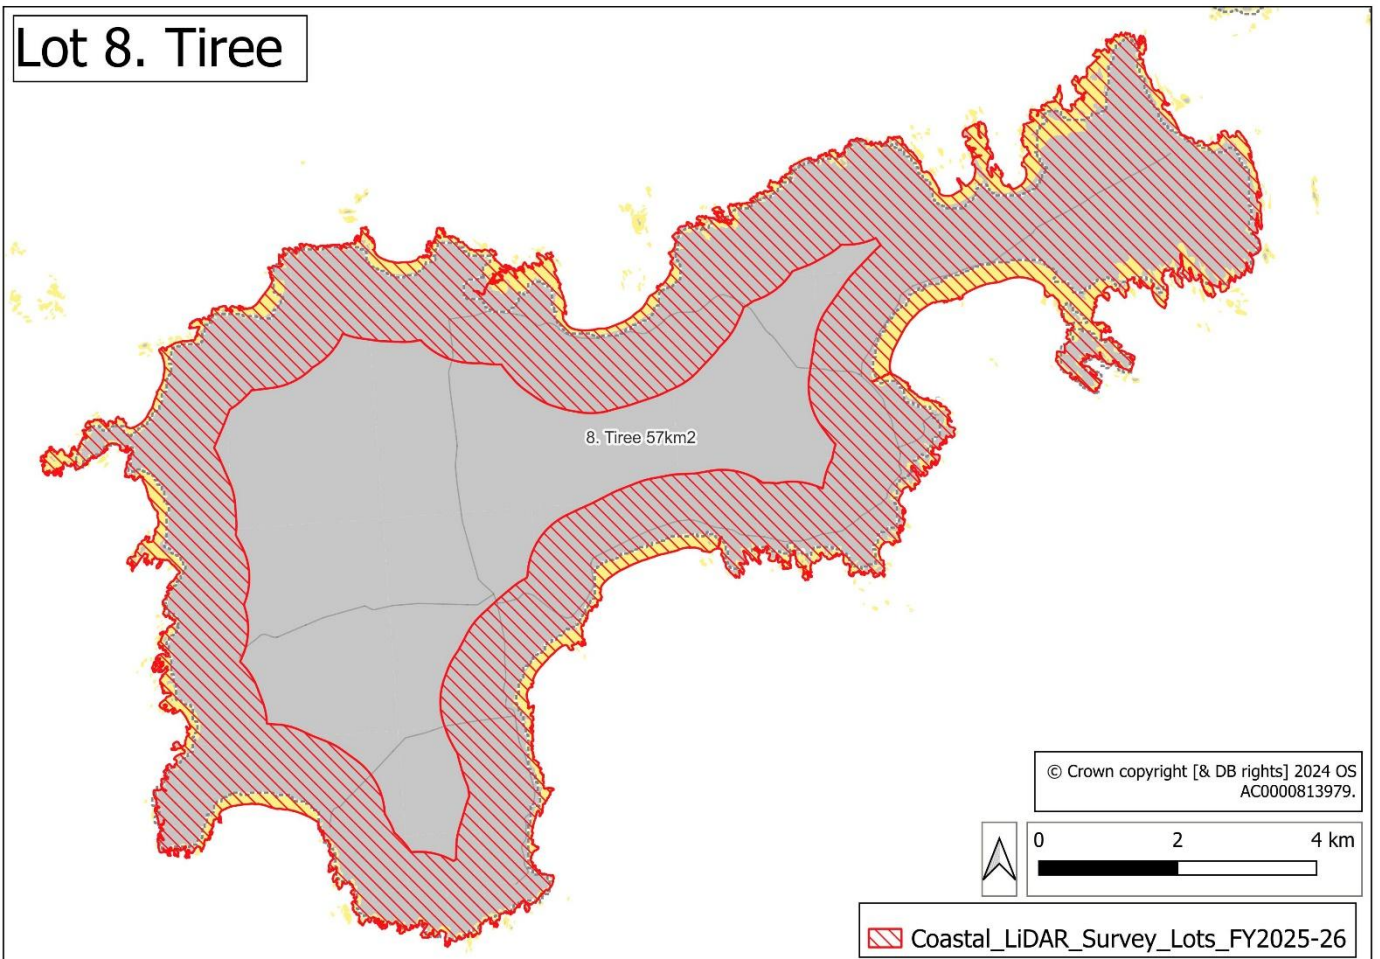 Lot 8. Tiree
8. Tiree 57km2
© Crown copyright [& DB rights] 2024 OS
AC0000813979.
0 2 4 km
Coastal_LiDAR_Survey_Lots_FY2025-26